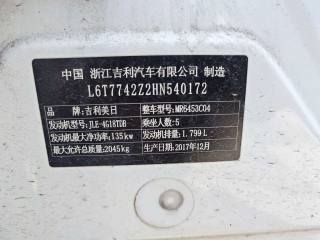 中国 浙江吉利汽车有限公司 制造
L6T7742Z2HN540172
品牌:吉利美日 整车型号:MR6453C04
发动机型号:JLE-4G18TDB 乘坐人数:5
发动机最大净功率:135kw 发动机排量:1.799L
最大允许总质量:2045kg 生产日期:2017年12月